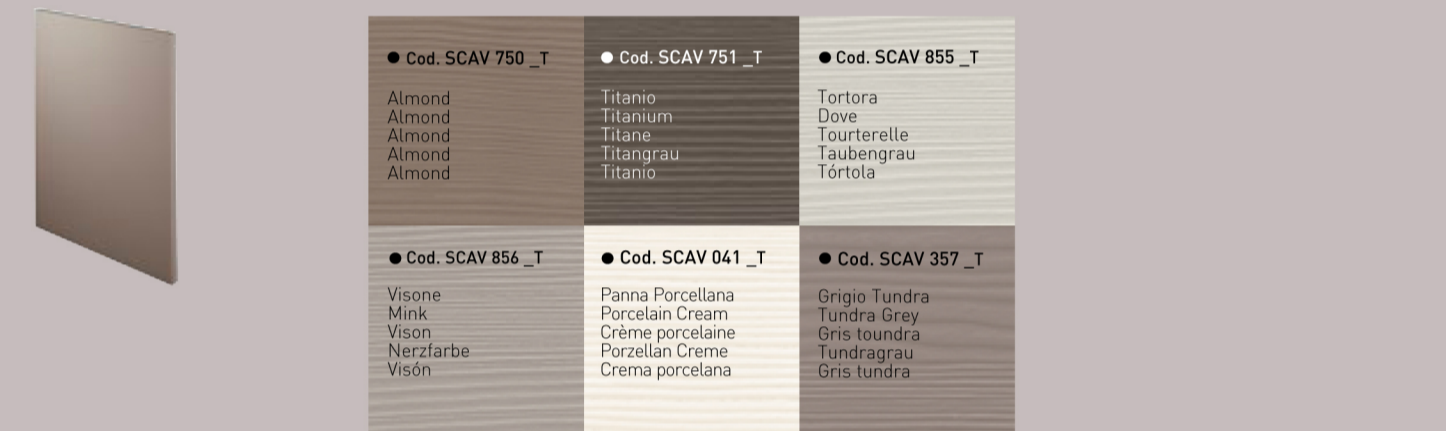 ● Cod. SCAV 750 _T
Almond
Almond
Almond
Almond
Almond
● Cod. SCAV 751 _T
Titanio
Titanium
Titane
Titangrau
Titanio
● Cod. SCAV 855 _T
Tortora
Dove
Tourterelle
Taubengrau
Tórtola
● Cod. SCAV 856 _T
Visone
Mink
Vison
Nerzfarbe
Visón
● Cod. SCAV 041 _T
Panna Porcellana
Porcelain Cream
Crème porcelaine
Porzellan Creme
Crema porcelana
● Cod. SCAV 357 _T
Grigio Tundra
Tundra Grey
Gris toundra
Tundragrau
Gris tundra